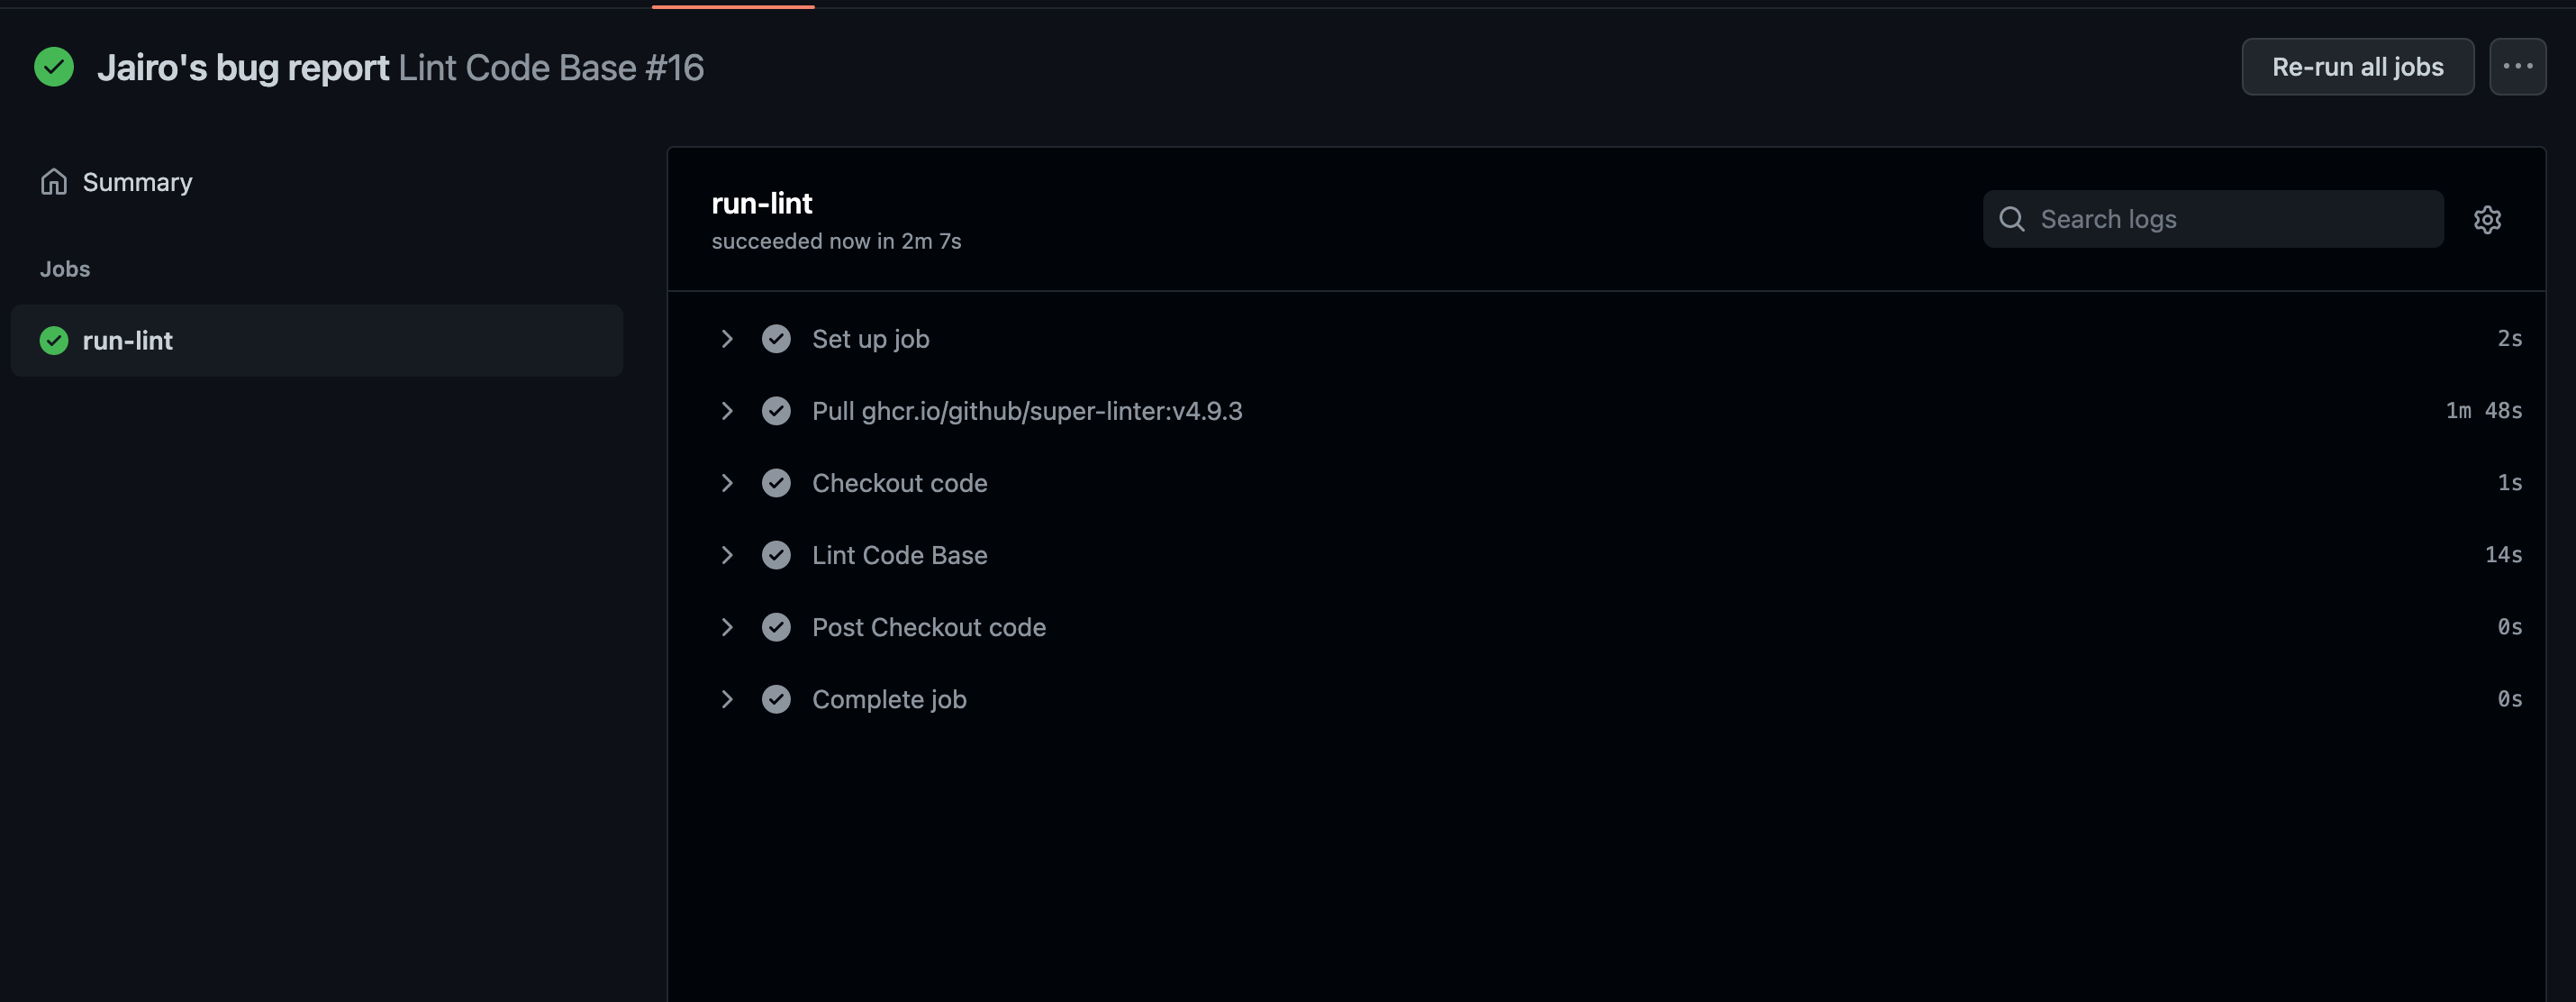 Jairo's bug report Lint Code Base #16
Re-run all jobs
Summary
Jobs
run-lint
run-lint
succeeded now in 2m 7s
Search logs
Set up job 2s
Pull ghcr.io/github/super-linter:v4.9.3 1m 48s
Checkout code 1s
Lint Code Base 14s
Post Checkout code 0s
Complete job 0s